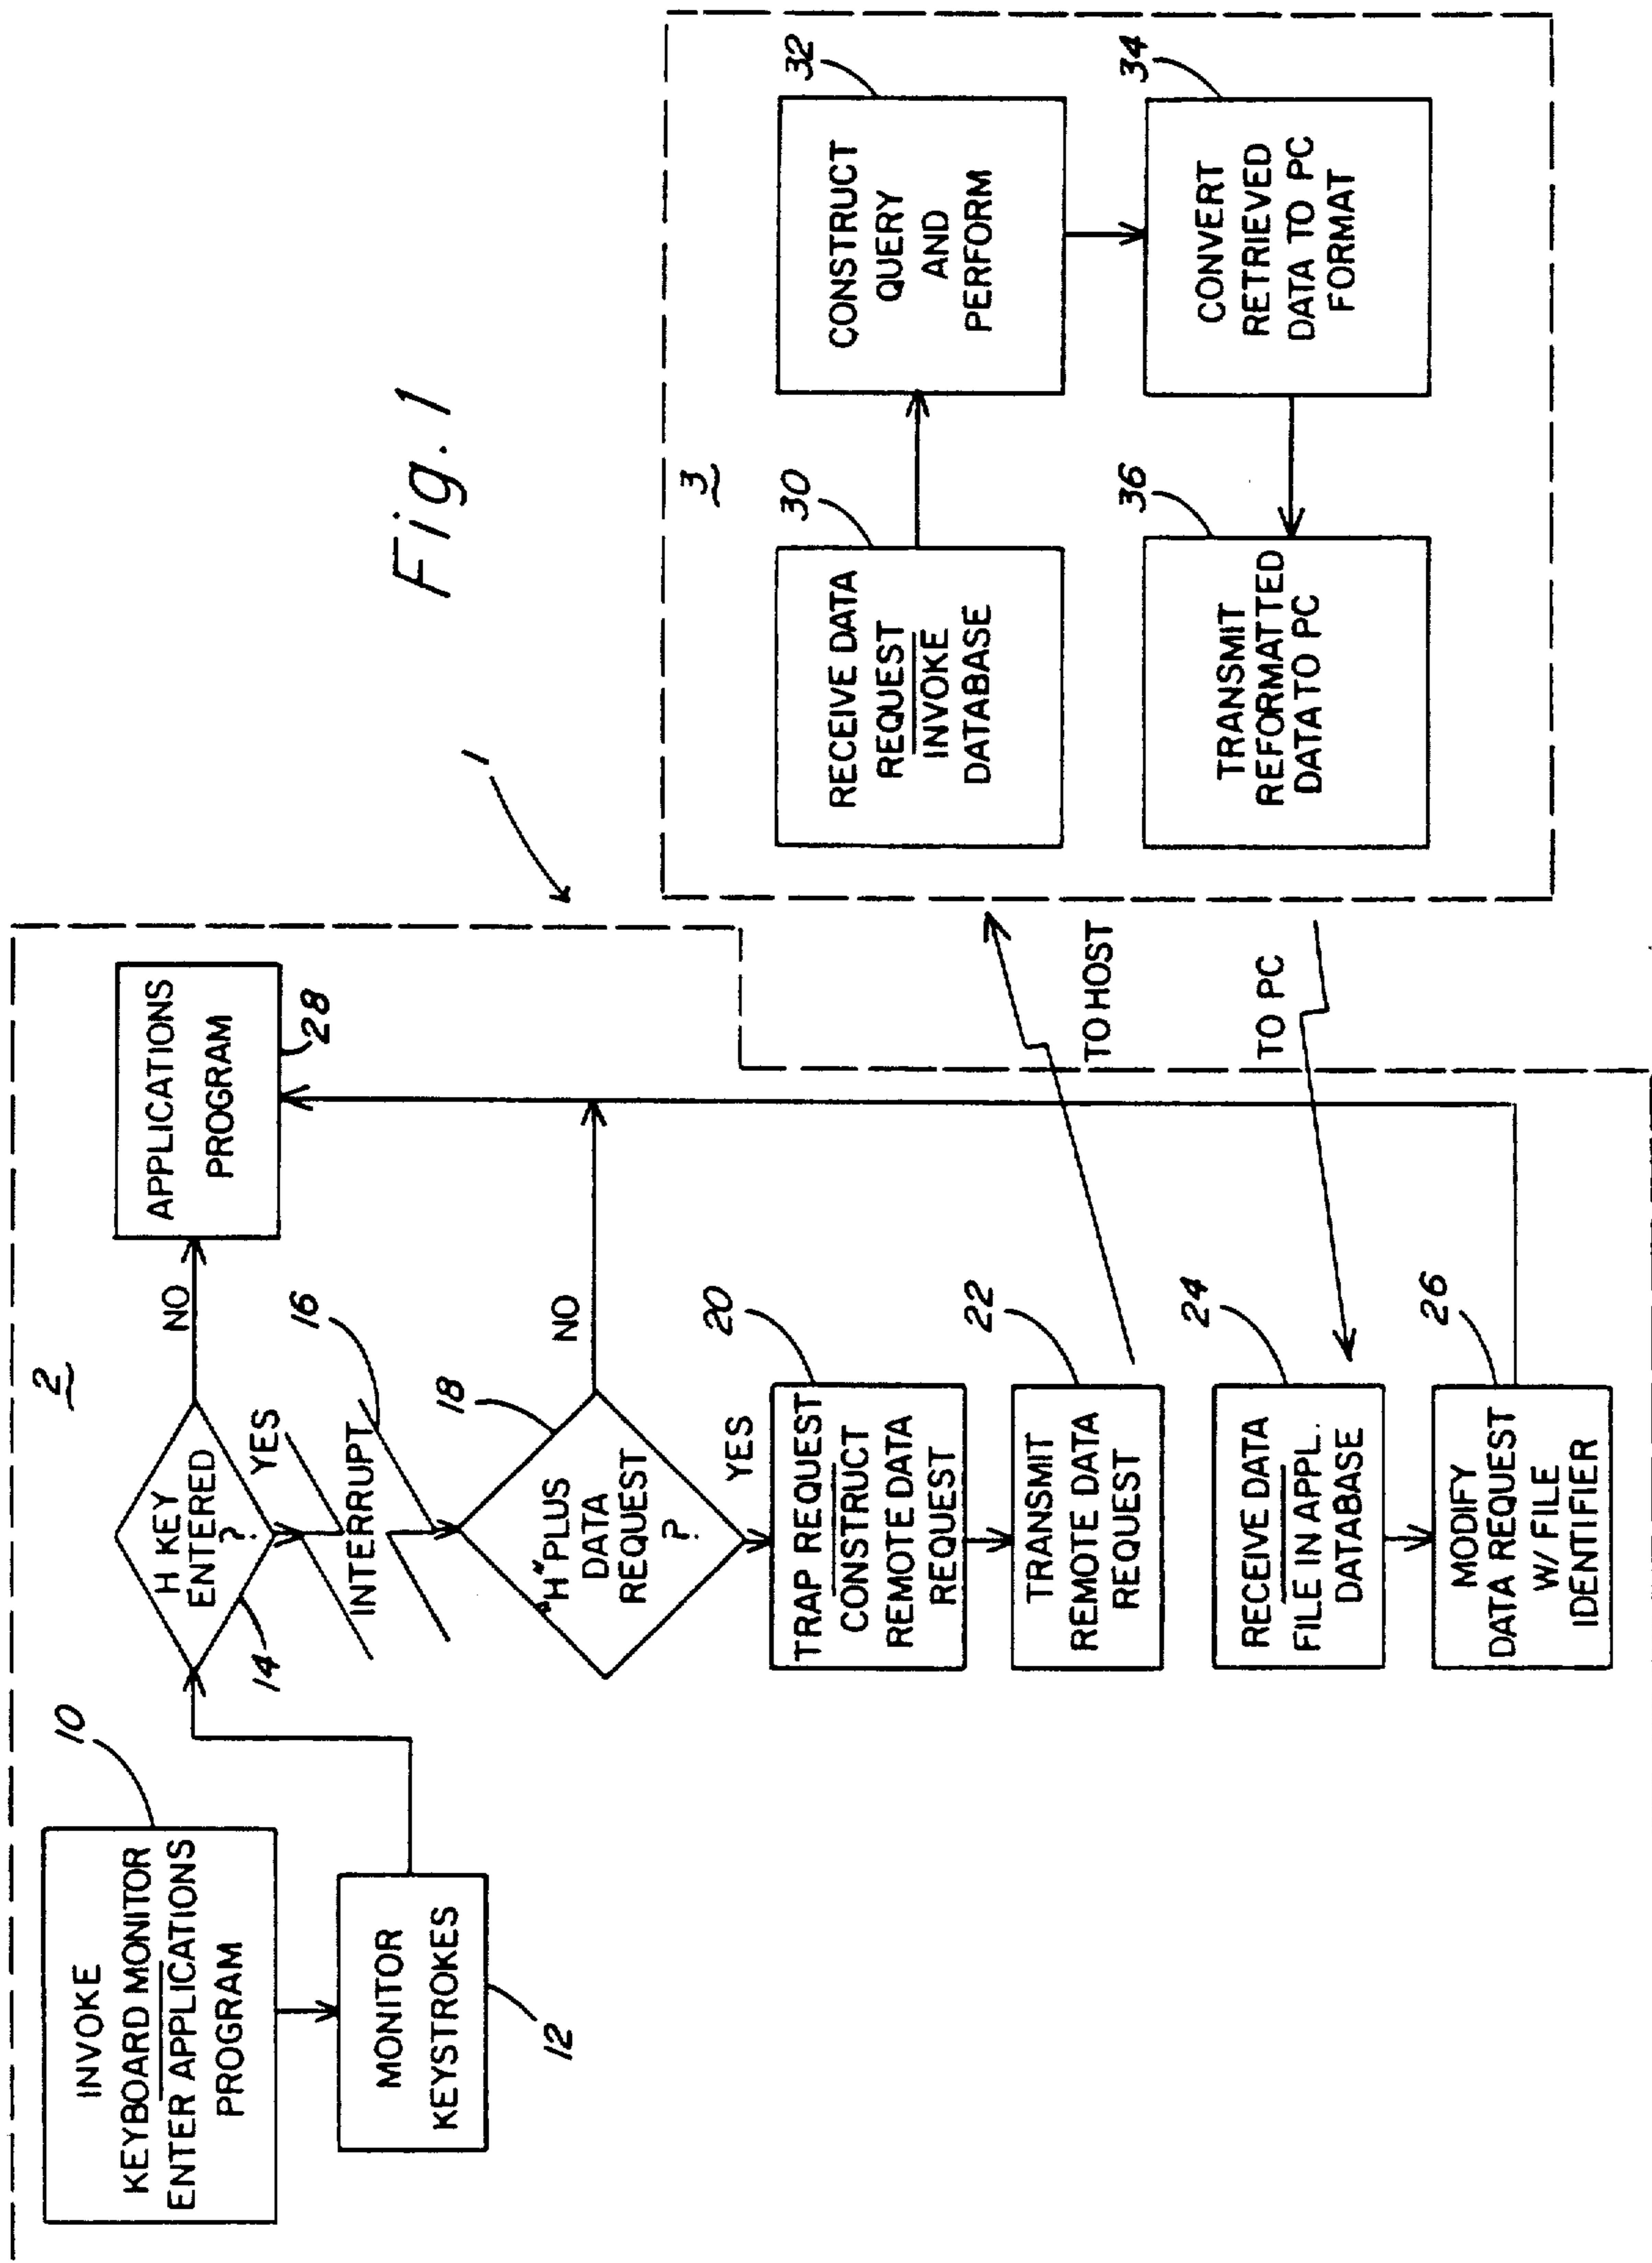 Fig. 1
1
2
INVOKE
KEYBOARD MONITOR
ENTER APPLICATIONS
PROGRAM
10
MONITOR
KEYSTROKES
12
H KEY
ENTERED
?
14
NO
APPLICATIONS
PROGRAM
28
YES
INTERRUPT
16
"H" PLUS
DATA
REQUEST
?
18
NO
YES
TRAP REQUEST
CONSTRUCT
REMOTE DATA
REQUEST
20
TRANSMIT
REMOTE DATA
REQUEST
22
TO HOST
TO PC
RECEIVE DATA
FILE IN APPL.
DATABASE
24
MODIFY
DATA REQUEST
W/ FILE
IDENTIFIER
26
3
RECEIVE DATA
REQUEST
INVOKE
DATABASE
30
CONSTRUCT
QUERY
AND
PERFORM
32
CONVERT
RETRIEVED
DATA TO PC
FORMAT
34
TRANSMIT
REFORMATTED
DATA TO PC
36